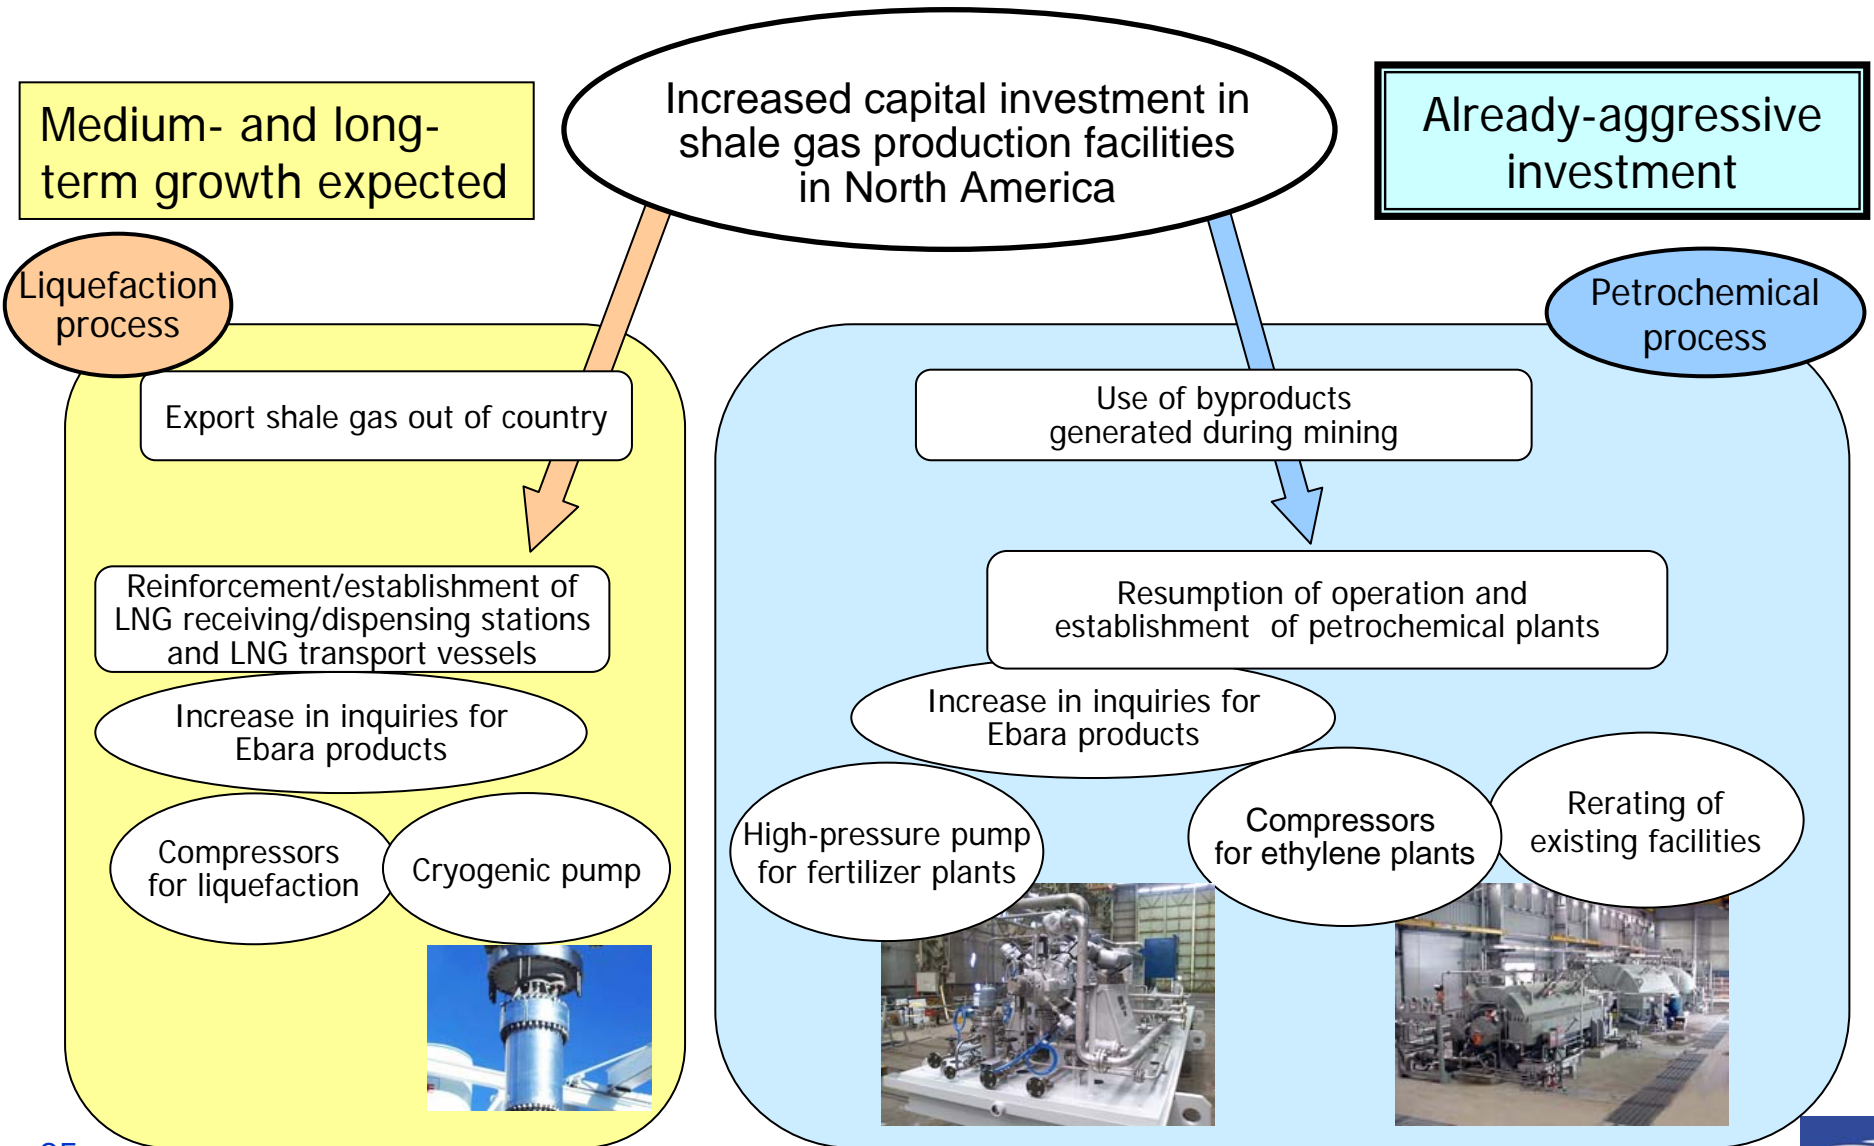 Increased capital investment in
shale gas production facilities
in North America
Medium- and long-
term growth expected
Already-aggressive
investment
Liquefaction
process
Petrochemical
process
Export shale gas out of country
Use of byproducts
generated during mining
Reinforcement/establishment of
LNG receiving/dispensing stations
and LNG transport vessels
Resumption of operation and
establishment of petrochemical plants
Increase in inquiries for
Ebara products
Increase in inquiries for
Ebara products
Compressors
for liquefaction
Cryogenic pump
High-pressure pump
for fertilizer plants
Compressors
for ethylene plants
Rerating of
existing facilities